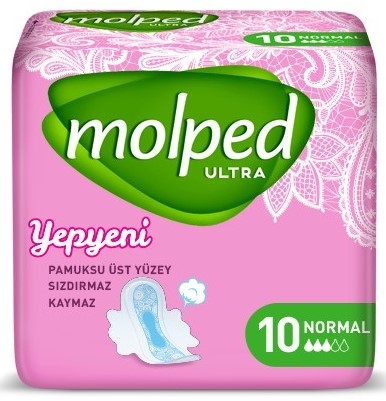 10 NORMAL
molped
ULTRA
Yepyeni
PAMUKSU ÜST YÜZEY
SIZDIRMAZ
KAYMAZ
10 NORMAL